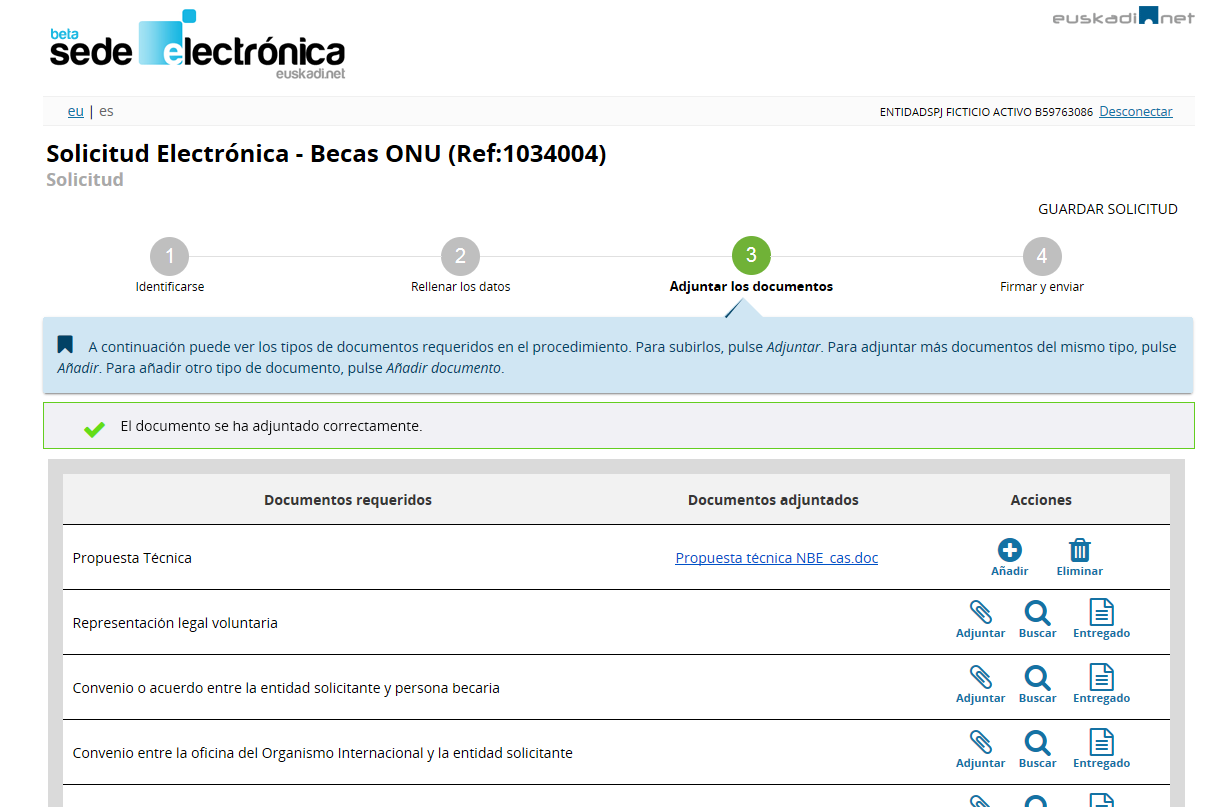 euskadi net
beta
sede electrónica
euskadi.net
eu | es
ENTIDADSPJ FICTICIO ACTIVO B59763086 Desconectar
Solicitud Electrónica - Becas ONU (Ref:1034004)
Solicitud
GUARDAR SOLICITUD
1 2 3 4
Identificarse Rellenar los datos Adjuntar los documentos Firmar y enviar
A continuación puede ver los tipos de documentos requeridos en el procedimiento. Para subirlos, pulse Adjuntar. Para adjuntar más documentos del mismo tipo, pulse
Añadir. Para añadir otro tipo de documento, pulse Añadir documento.
El documento se ha adjuntado correctamente.
Documentos requeridos Documentos adjuntados Acciones
Propuesta Técnica Propuesta técnica NBE_cas.doc Añadir Eliminar
Representación legal voluntaria Adjuntar Buscar Entregado
Convenio o acuerdo entre la entidad solicitante y persona becaria Adjuntar Buscar Entregado
Convenio entre la oficina del Organismo Internacional y la entidad solicitante Adjuntar Buscar Entregado